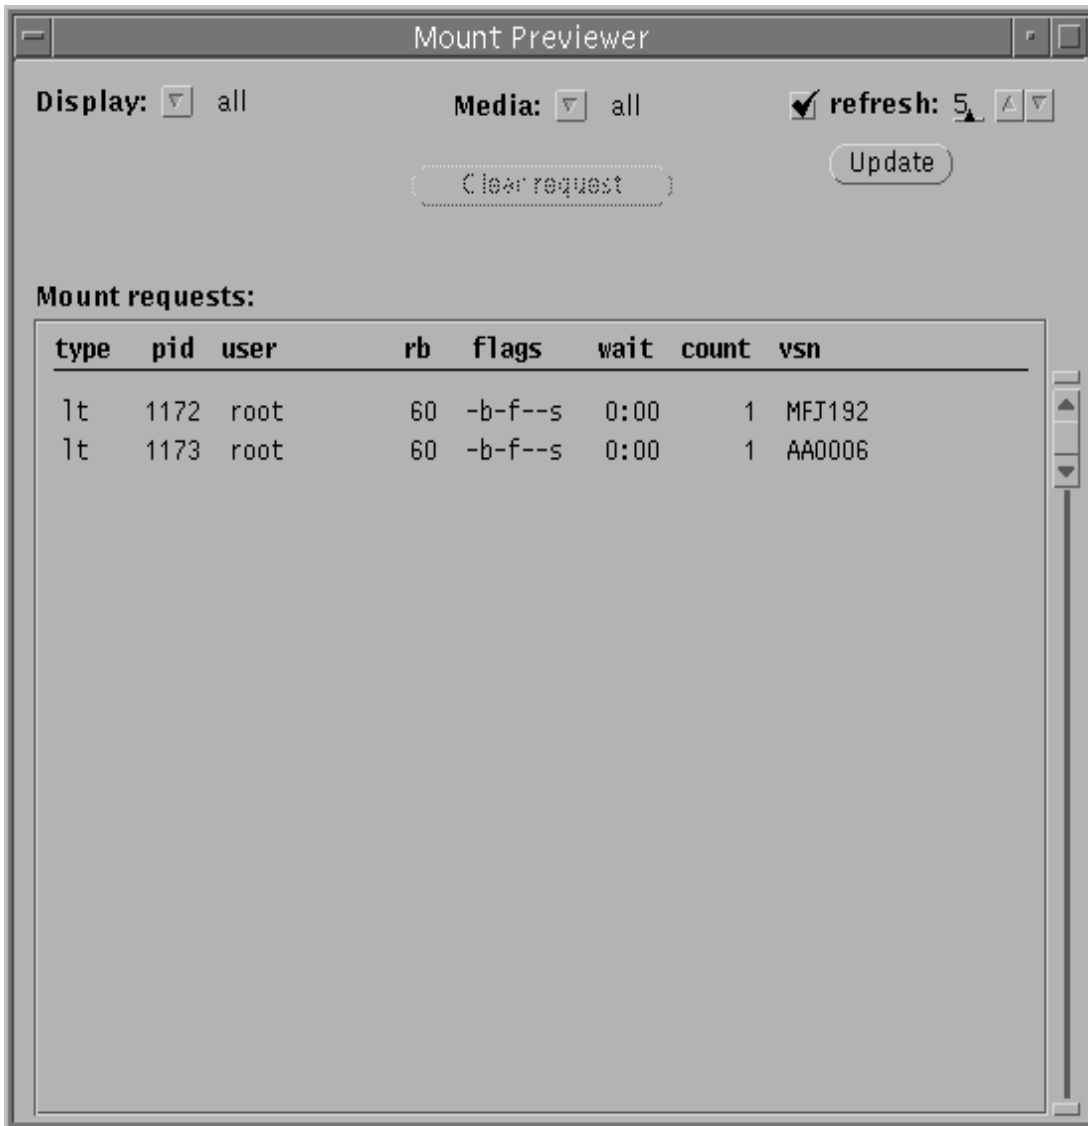 Mount Previewer
Display: all Media: all refresh: 5
Update
Clear request
Mount requests:
type pid user rb flags wait count vsn
lt 1172 root 60 -b-f--s 0:00 1 MFJ192
lt 1173 root 60 -b-f--s 0:00 1 AA0006